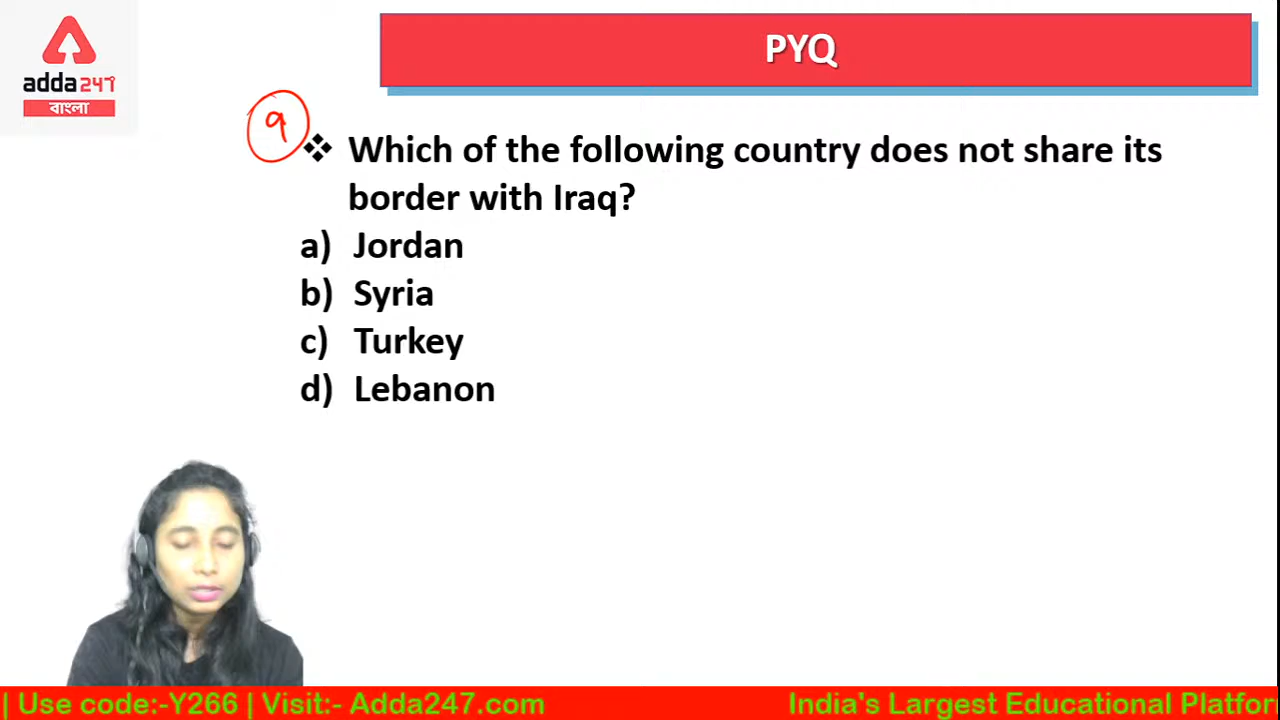 adda247
বাংলা
PYQ
9
❖ Which of the following country does not share its
border with Iraq?
a) Jordan
b) Syria
c) Turkey
d) Lebanon
| Use code:-Y266 | Visit:- Adda247.com India's Largest Educational Platfor